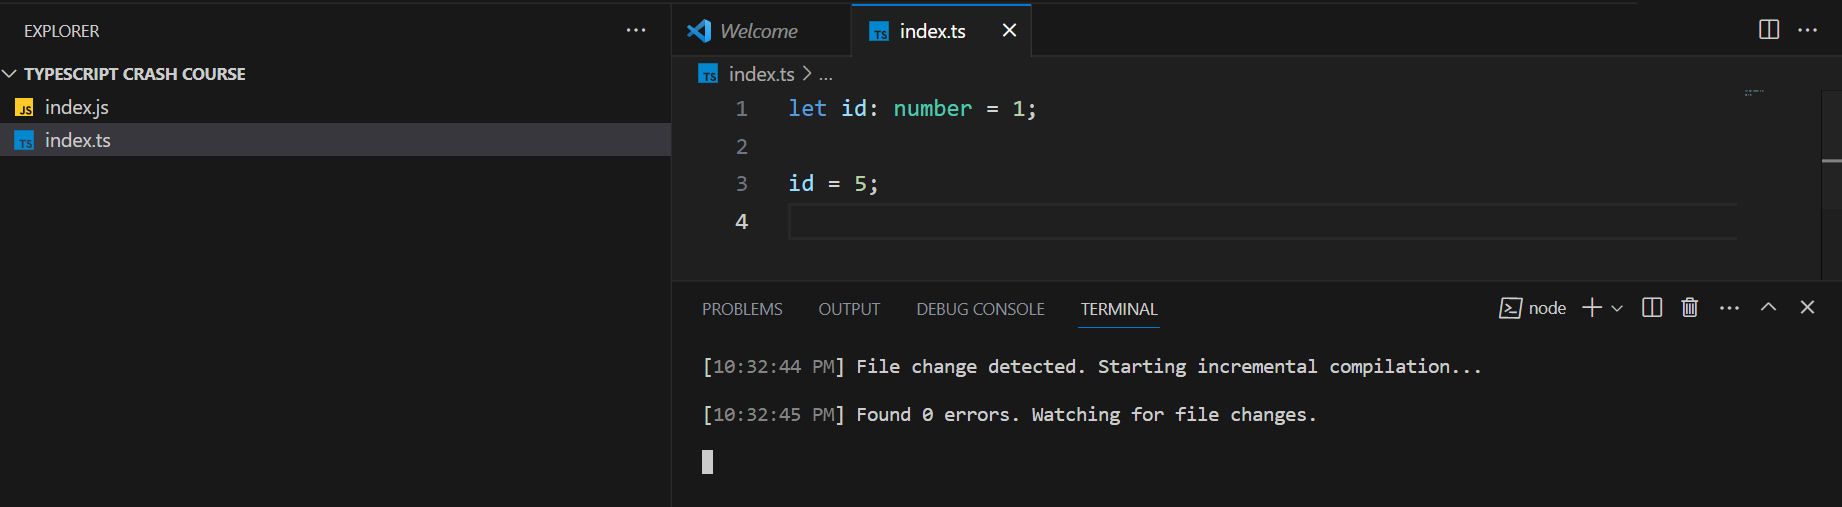 EXPLORER
TYPESCRIPT CRASH COURSE
JS index.js
TS index.ts
Welcome
TS index.ts
TS index.ts > ...
1 let id: number = 1;
2
3 id = 5;
4
PROBLEMS OUTPUT DEBUG CONSOLE TERMINAL
node
[10:32:44 PM] File change detected. Starting incremental compilation...
[10:32:45 PM] Found 0 errors. Watching for file changes.